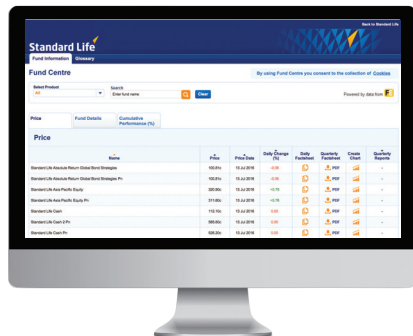 Back to Standard Life
Standard Life
Fund Information Glossary
Fund Centre
By using Fund Centre you consent to the collection of Cookies
Select Product Search
All Enter fund name Clear Powered by data from
Price Fund Details Cumulative Performance (%)
Price
Name Price Price Date Daily Change (%) Daily Factsheet Quarterly Factsheet Create Chart Quarterly Reports
Standard Life Absolute Return Global Bond Strategies 15 Jul 2016 PDF -
Standard Life Absolute Return Global Bond Strategies Pn 15 Jul 2016 PDF -
Standard Life Asia Pacific Equity 15 Jul 2016 PDF -
Standard Life Asia Pacific Equity Pn 15 Jul 2016 PDF -
Standard Life Cash 15 Jul 2016 0.00 PDF -
Standard Life Cash 2 Pn 15 Jul 2016 0.00 PDF -
Standard Life Cash Pn 15 Jul 2016 0.00 PDF -